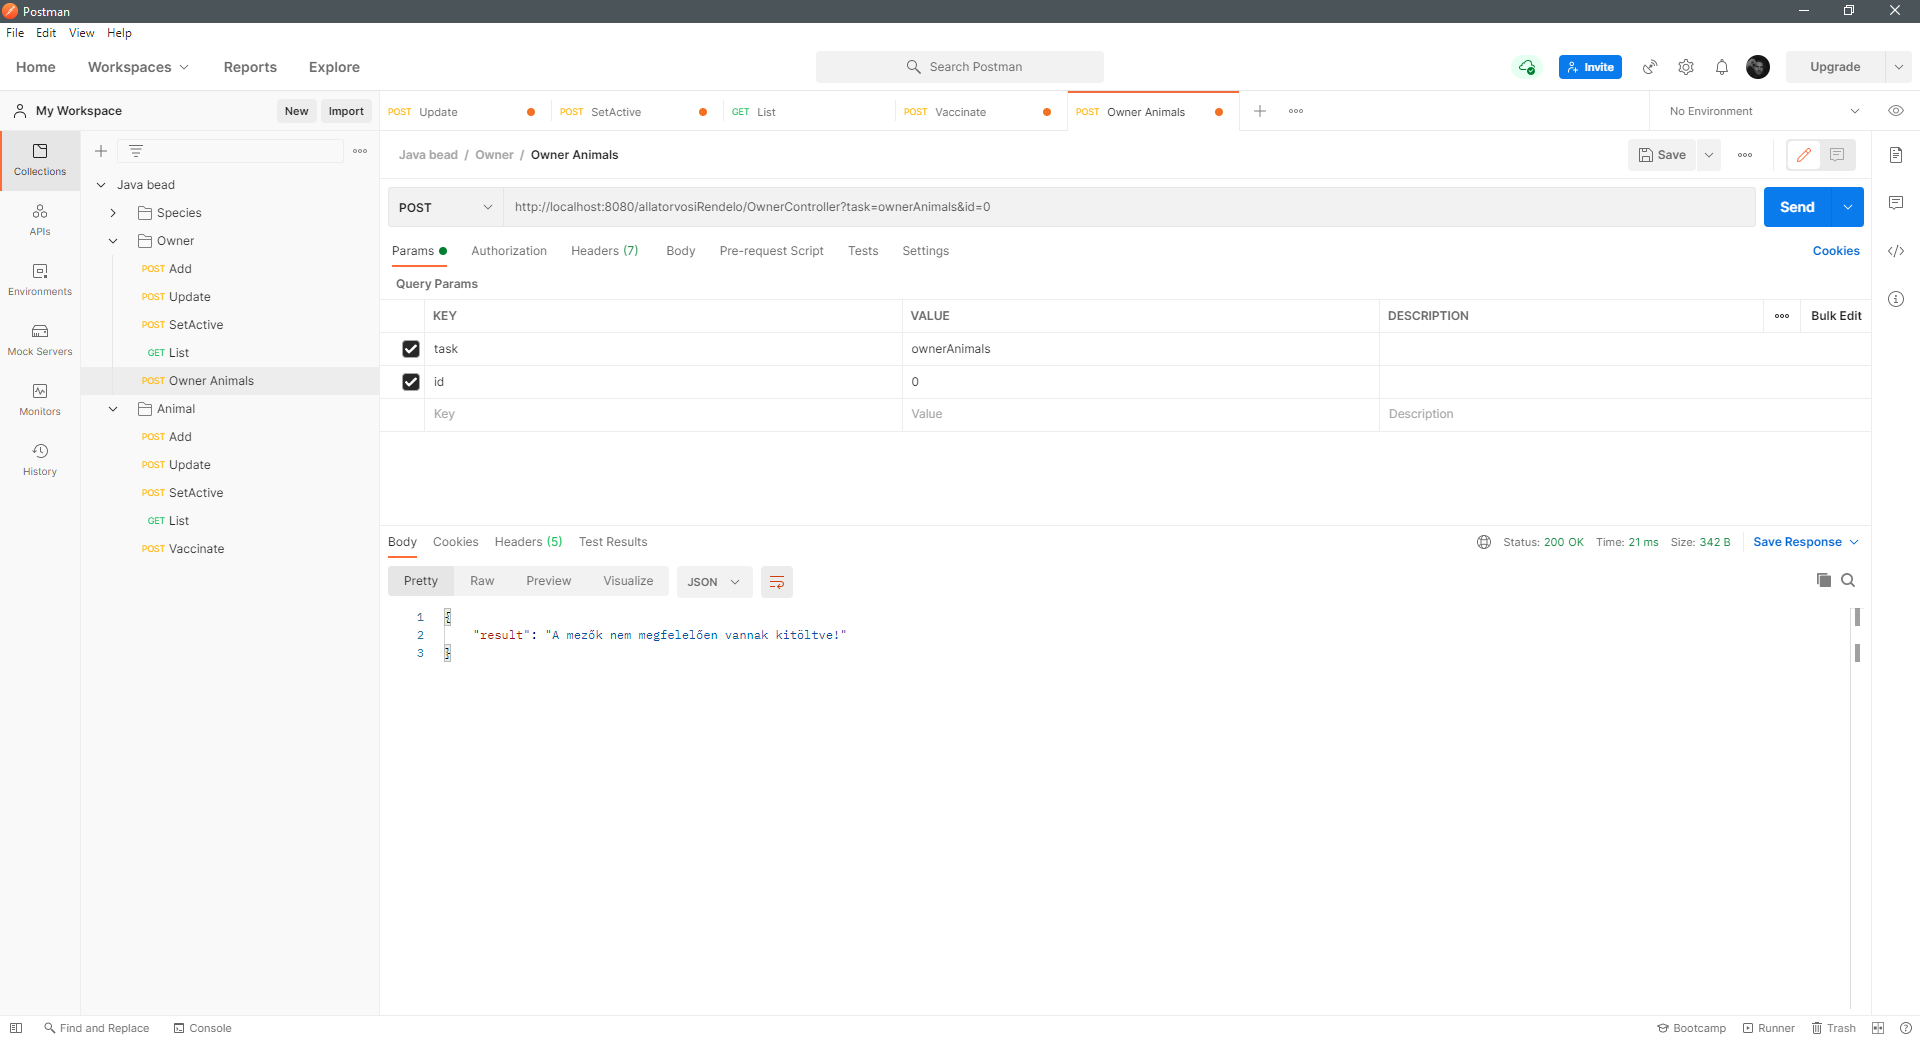 Postman
File Edit View Help
Home Workspaces Reports Explore
Search Postman
Invite
Upgrade
My Workspace
New Import
POST Update
POST SetActive
GET List
POST Vaccinate
POST Owner Animals
No Environment
Collections
APIs
Environments
Mock Servers
Monitors
History
Java bead
Species
Owner
POST Add
POST Update
POST SetActive
GET List
POST Owner Animals
Animal
POST Add
POST Update
POST SetActive
GET List
POST Vaccinate
Java bead / Owner / Owner Animals
Save
POST http://localhost:8080/allatorvosiRendelo/OwnerController?task=ownerAnimals&id=0
Send
Params Authorization Headers (7) Body Pre-request Script Tests Settings
Cookies
Query Params
KEY VALUE DESCRIPTION Bulk Edit
task ownerAnimals
id 0
Key Value Description
Body Cookies Headers (5) Test Results
Status: 200 OK Time: 21 ms Size: 342 B Save Response
Pretty Raw Preview Visualize JSON
1 {
2 "result": "A mezők nem megfelelően vannak kitöltve!"
3 }
Find and Replace Console
Bootcamp Runner Trash